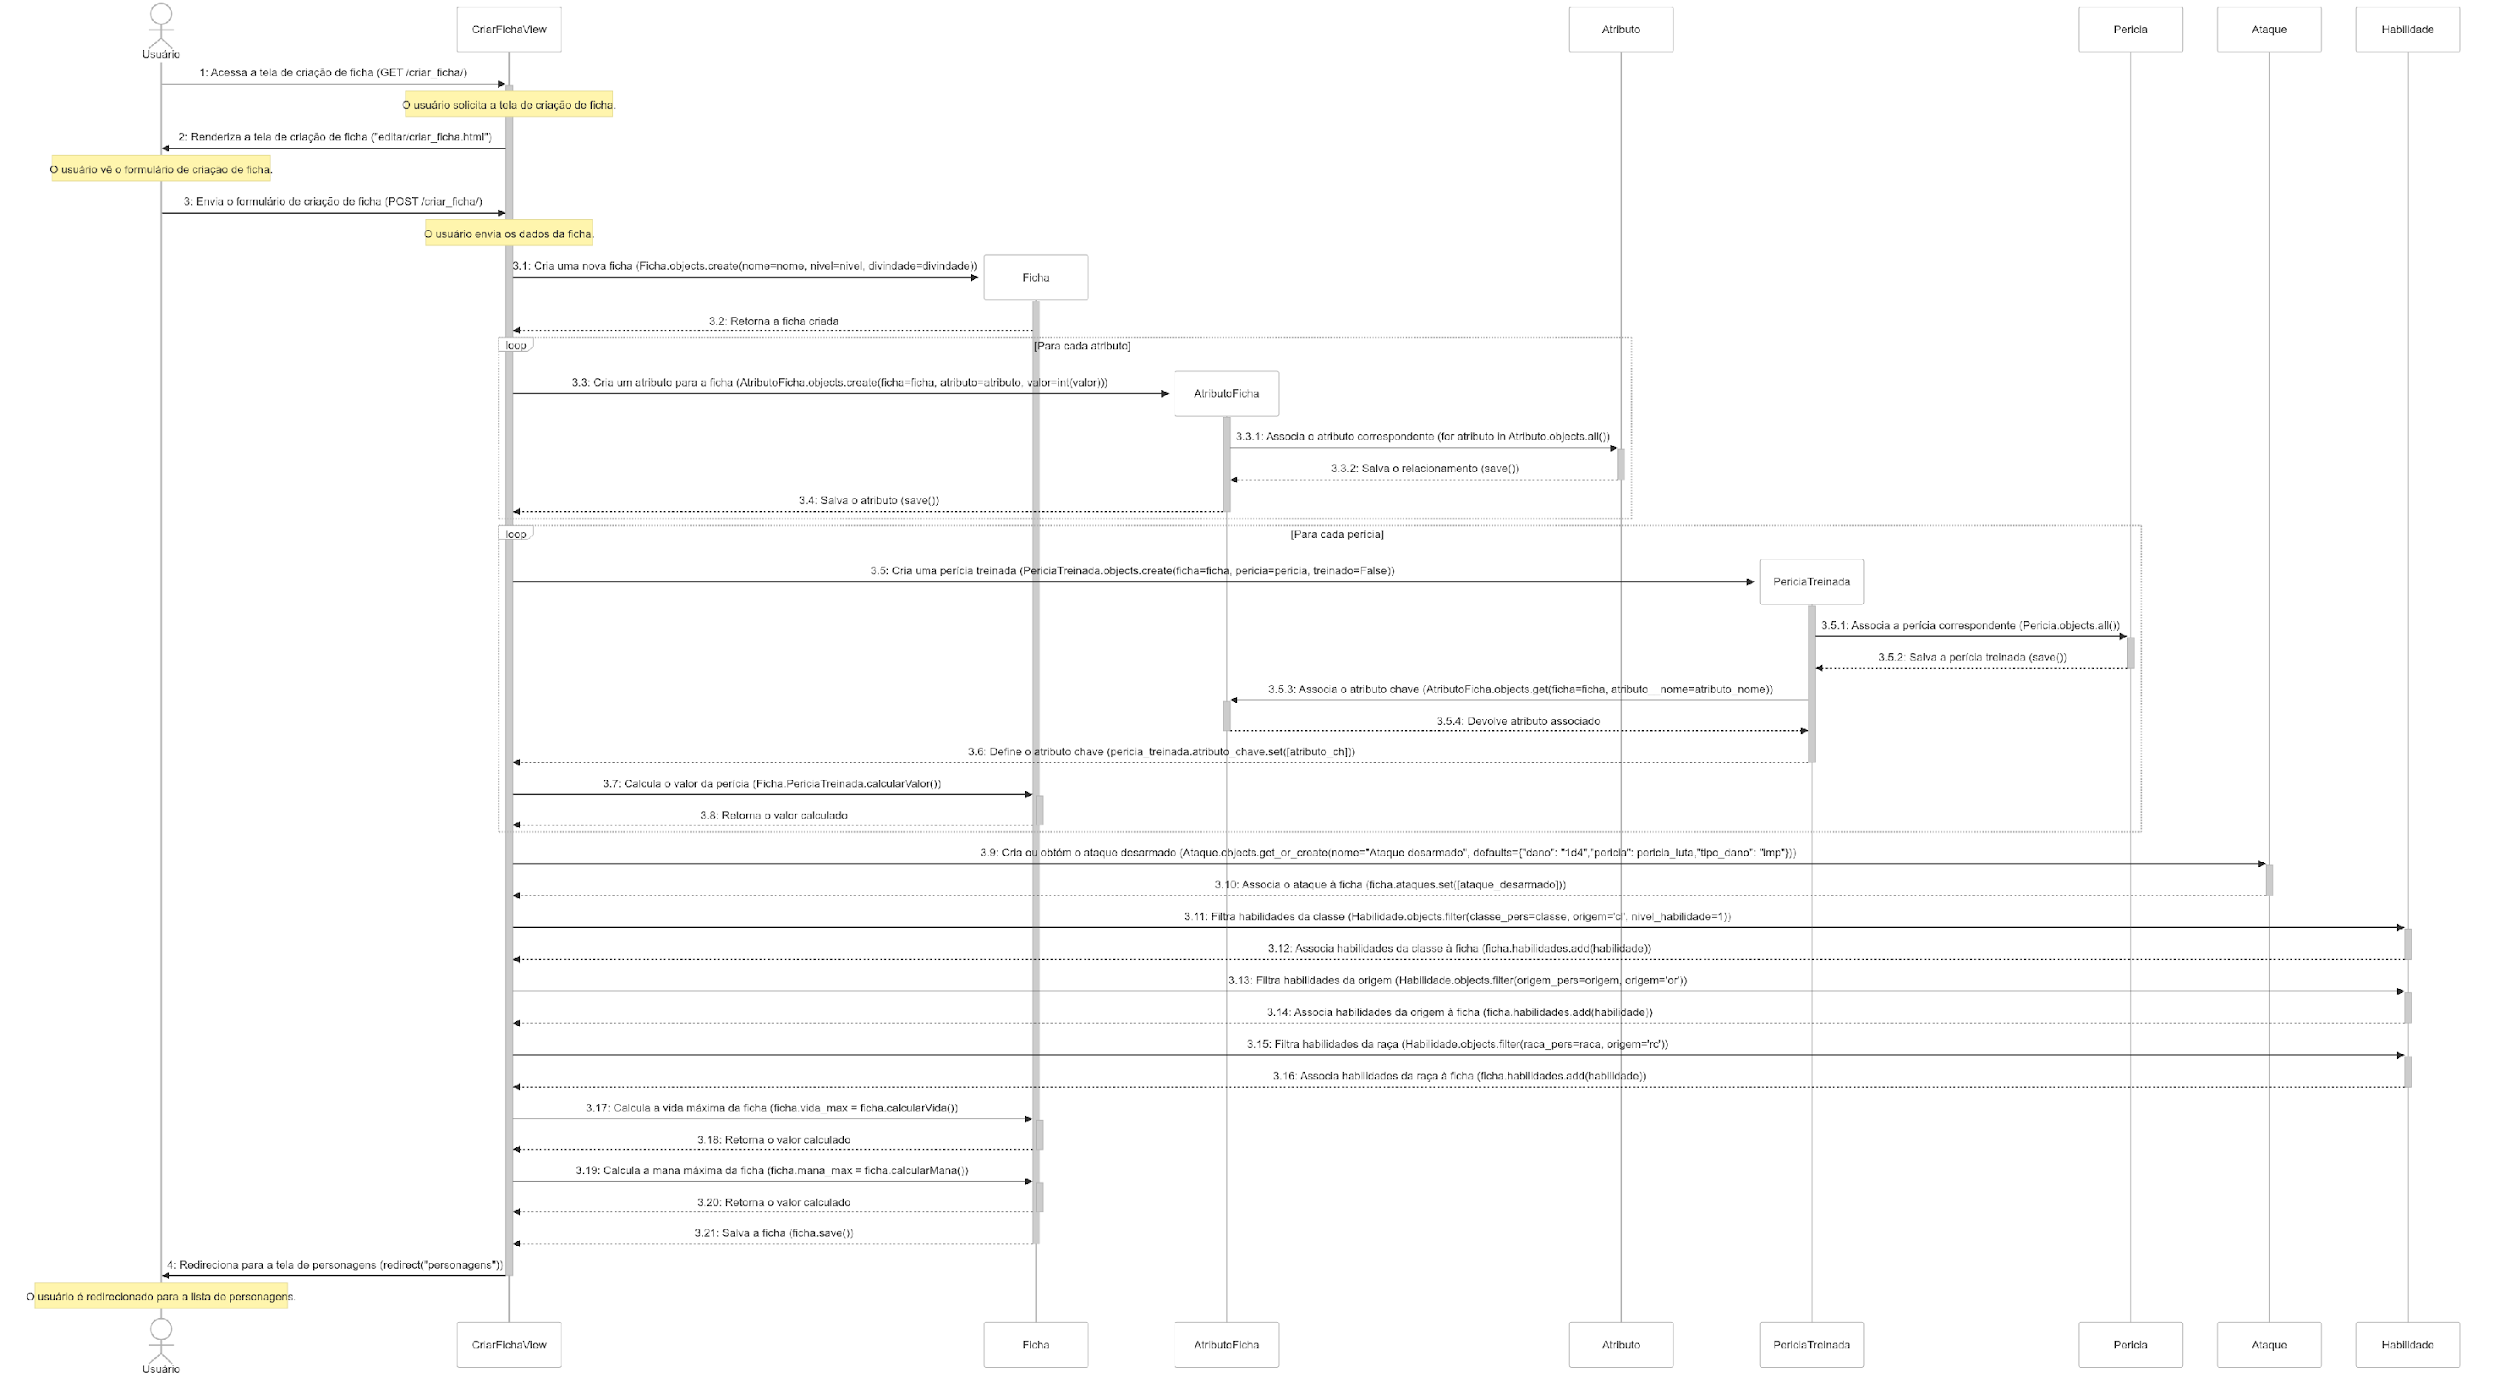 Usuário
CriarFichaView
Atributo
Perícia
Ataque
Habilidade
1: Acessa a tela de criação de ficha (GET /criar_ficha/)
O usuário solicita a tela de criação de ficha.
2: Renderiza a tela de criação de ficha ("editar/criar_ficha.html")
O usuário vê o formulário de criação de ficha.
3: Envia o formulário de criação de ficha (POST /criar_ficha/)
O usuário envia os dados da ficha.
3.1: Cria uma nova ficha (Ficha.objects.create(nome=nome, nivel=nivel, divindade=divindade))
Ficha
3.2: Retorna a ficha criada
loop
[Para cada atributo]
3.3: Cria um atributo para a ficha (AtributoFicha.objects.create(ficha=ficha, atributo=atributo, valor=int(valor)))
AtributoFicha
3.3.1: Associa o atributo correspondente (for atributo in Atributo.objects.all())
3.3.2: Salva o relacionamento (save())
3.4: Salva o atributo (save())
loop
[Para cada perícia]
3.5: Cria uma perícia treinada (PericiaTreinada.objects.create(ficha=ficha, pericia=pericia, treinado=False))
PericiaTreinada
3.5.1: Associa a perícia correspondente (Pericia.objects.all())
3.5.2: Salva a perícia treinada (save())
3.5.3: Associa o atributo chave (AtributoFicha.objects.get(ficha=ficha, atributo__nome=atributo_nome))
3.5.4: Devolve atributo associado
3.6: Define o atributo chave (pericia_treinada.atributo_chave.set([atributo_ch]))
3.7: Calcula o valor da perícia (Ficha.PericiaTreinada.calcularValor())
3.8: Retorna o valor calculado
3.9: Cria ou obtém o ataque desarmado (Ataque.objects.get_or_create(nome="Ataque desarmado", defaults={"dano": "1d4","pericia": pericia_luta,"tipo_dano": "imp"}))
3.10: Associa o ataque à ficha (ficha.ataques.set([ataque_desarmado]))
3.11: Filtra habilidades da classe (Habilidade.objects.filter(classe_pers=classe, origem='cl', nivel_habilidade=1))
3.12: Associa habilidades da classe à ficha (ficha.habilidades.add(habilidade))
3.13: Filtra habilidades da origem (Habilidade.objects.filter(origem_pers=origem, origem='or'))
3.14: Associa habilidades da origem à ficha (ficha.habilidades.add(habilidade))
3.15: Filtra habilidades da raça (Habilidade.objects.filter(raca_pers=raca, origem='rc'))
3.16: Associa habilidades da raça à ficha (ficha.habilidades.add(habilidade))
3.17: Calcula a vida máxima da ficha (ficha.vida_max = ficha.calcularVida())
3.18: Retorna o valor calculado
3.19: Calcula a mana máxima da ficha (ficha.mana_max = ficha.calcularMana())
3.20: Retorna o valor calculado
3.21: Salva a ficha (ficha.save())
4: Redireciona para a tela de personagens (redirect("personagens"))
O usuário é redirecionado para a lista de personagens.
Usuário
CriarFichaView
Ficha
AtributoFicha
Atributo
PericiaTreinada
Perícia
Ataque
Habilidade